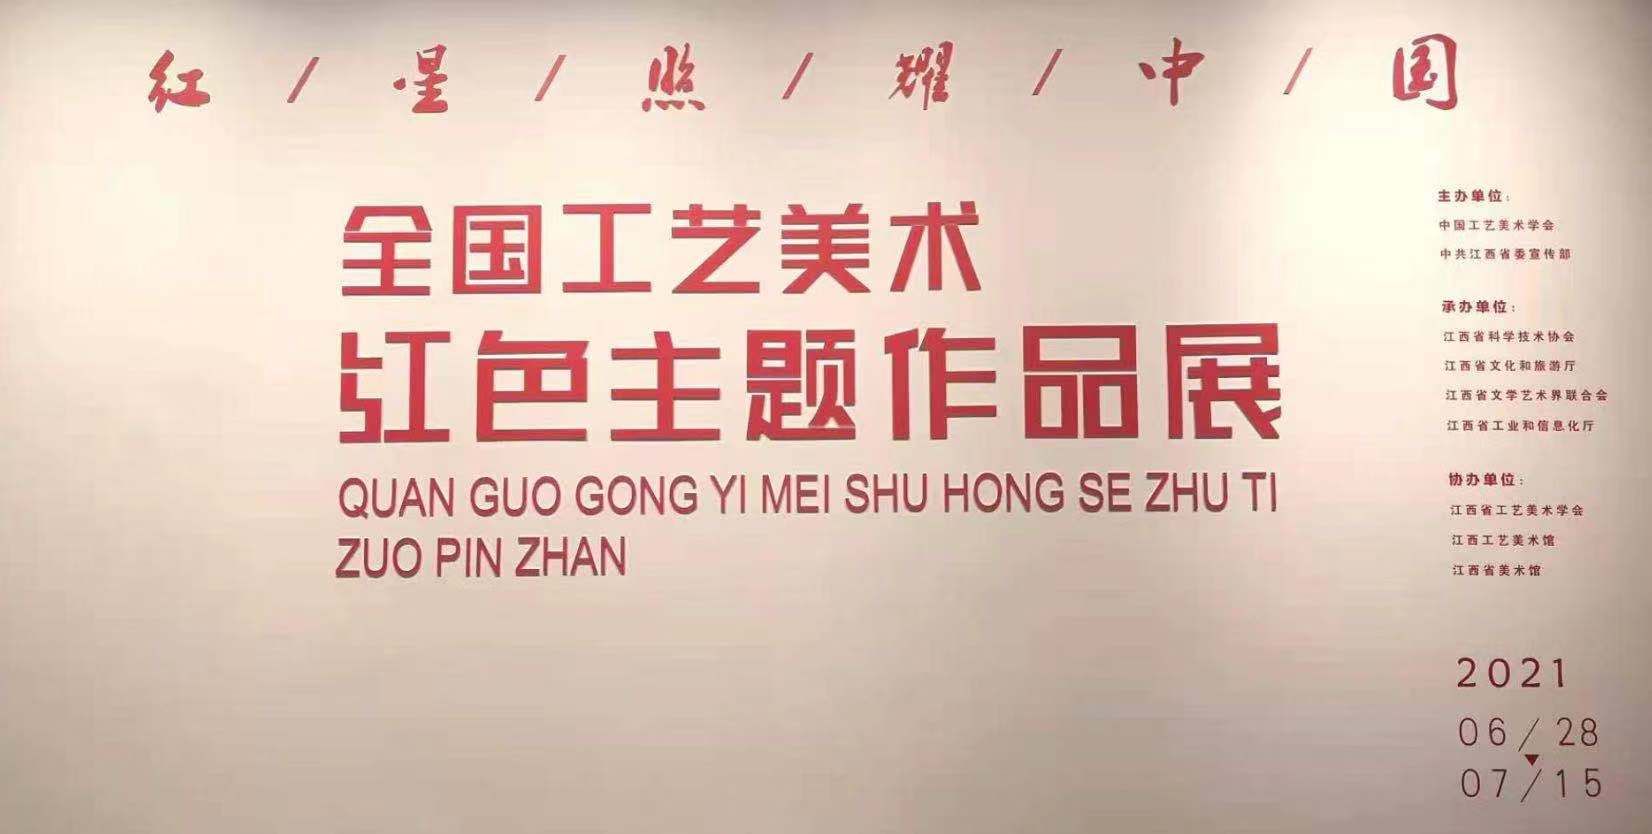 红/星/照/耀/中/国
全国工艺美术
红色主题作品展
QUAN GUO GONG YI MEI SHU HONG SE ZHU TI
ZUO PIN ZHAN
主办单位：
中国工艺美术学会
中共江西省委宣传部
承办单位：
江西省科学技术协会
江西省文化和旅游厅
江西省文学艺术界联合会
江西省工业和信息化厅
协办单位：
江西省工艺美术学会
江西工艺美术馆
江西省美术馆
2021
06/28
07/15